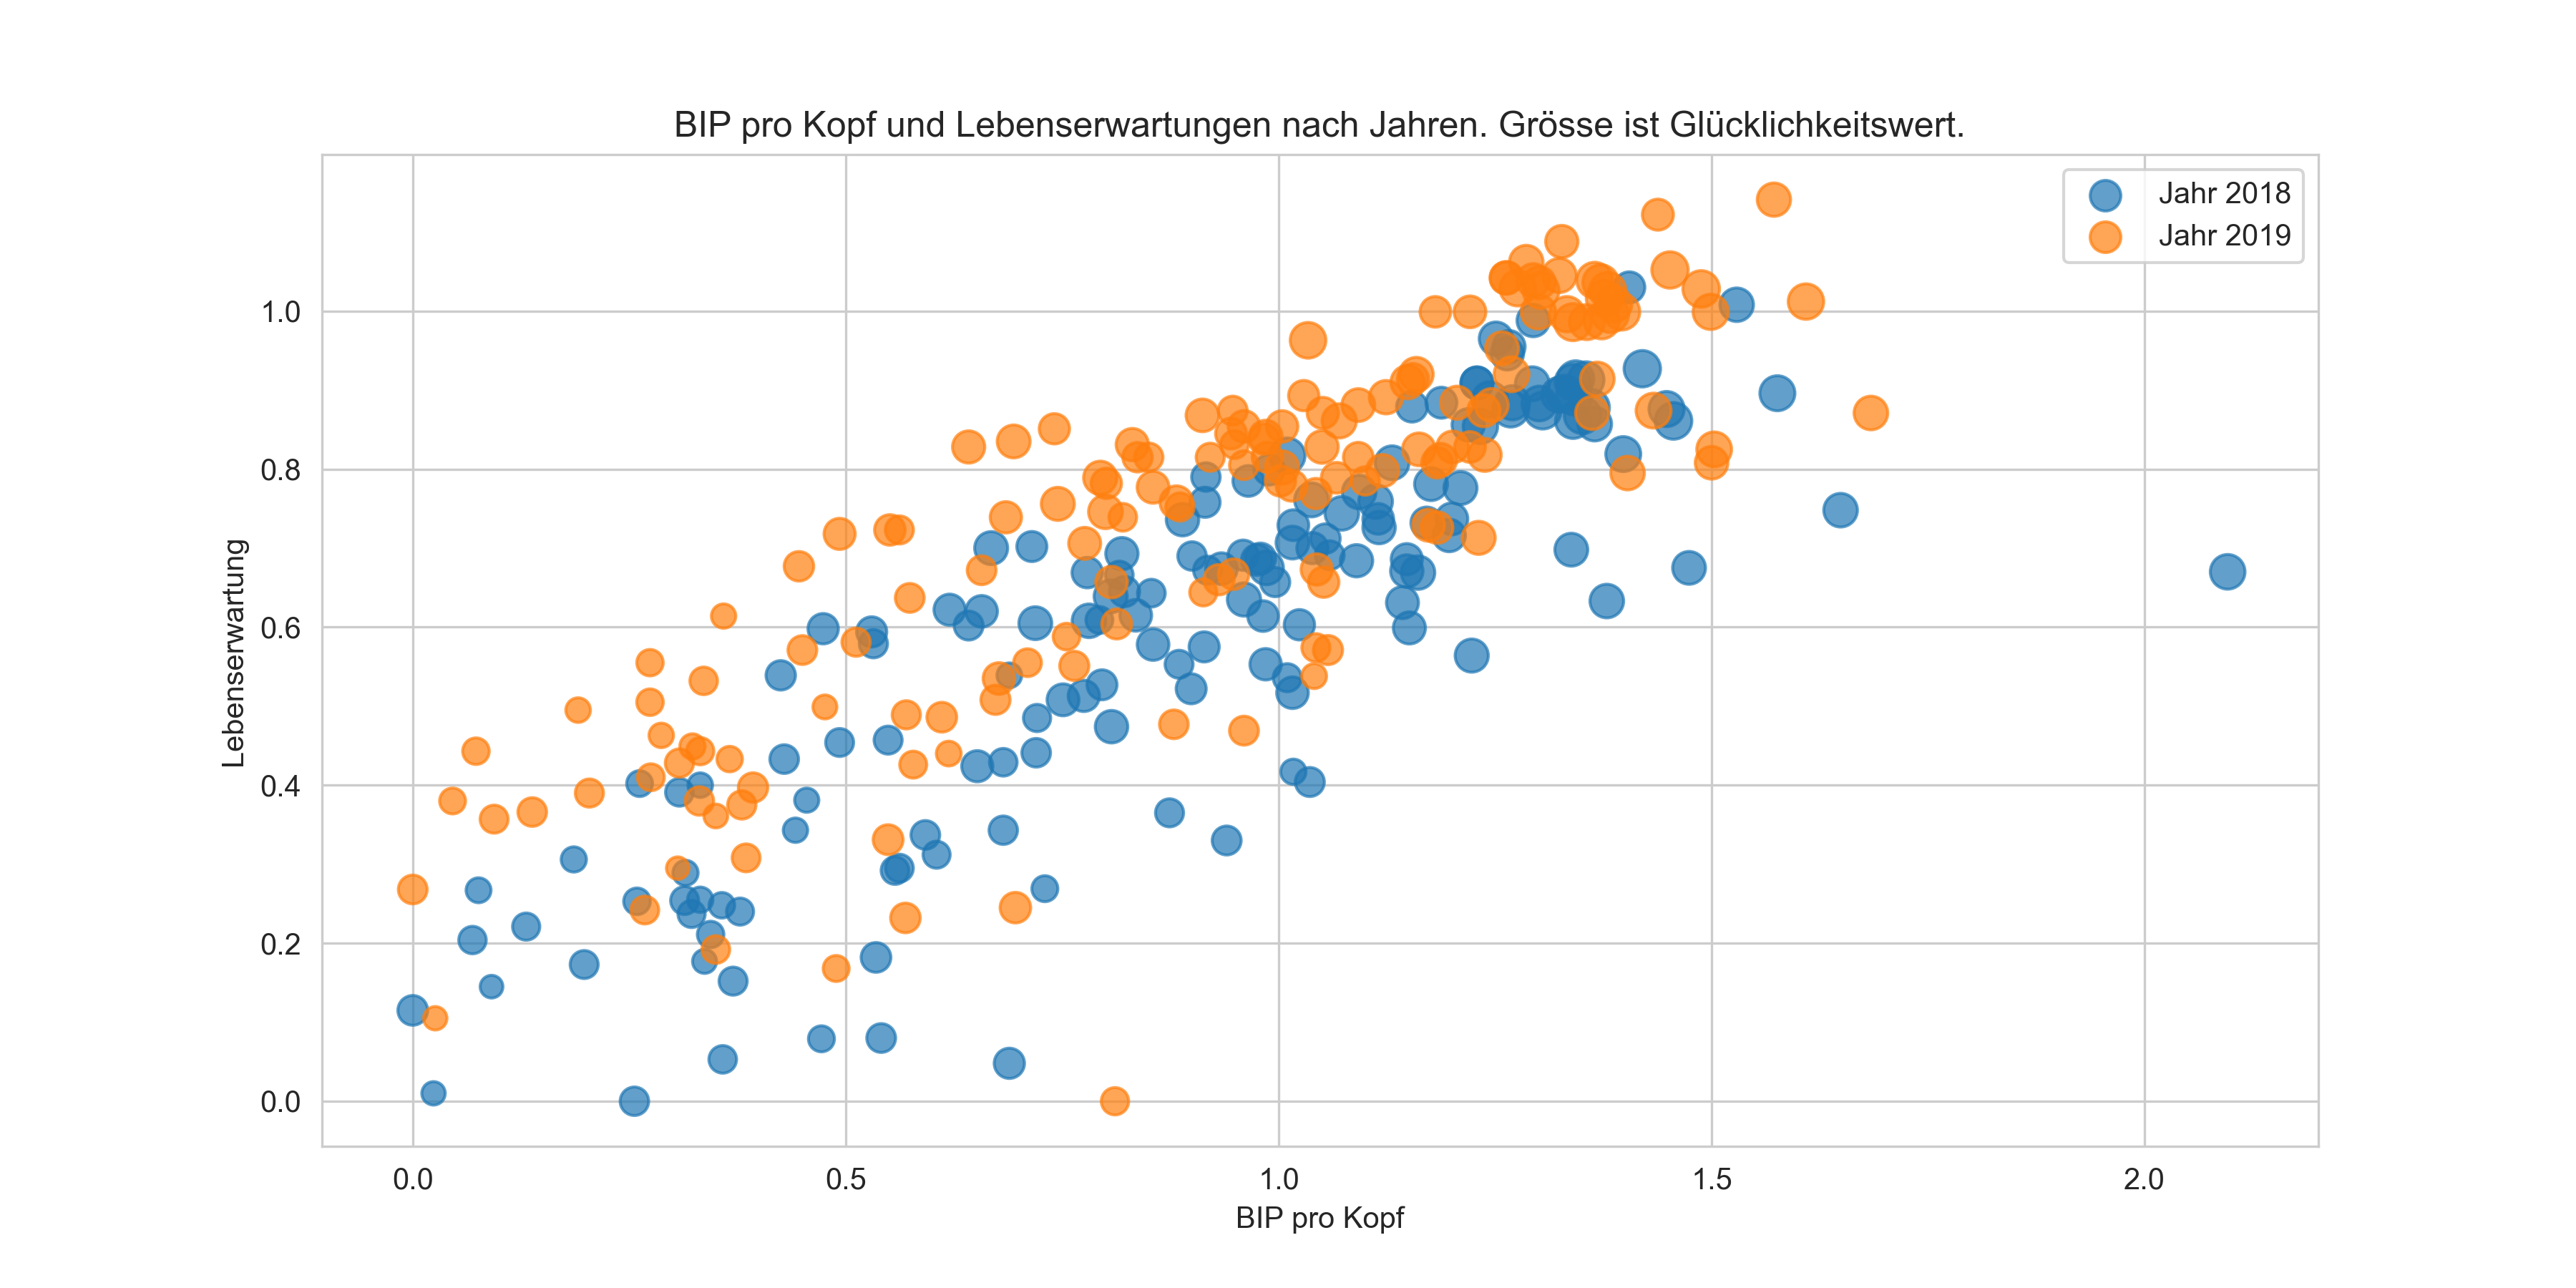 BIP pro Kopf und Lebenserwartungen nach Jahren. Grösse ist Glücklichkeitswert.
Jahr 2018
Jahr 2019
Lebenserwartung
1.0
0.8
0.6
0.4
0.2
0.0
0.0 0.5 1.0 1.5 2.0
BIP pro Kopf